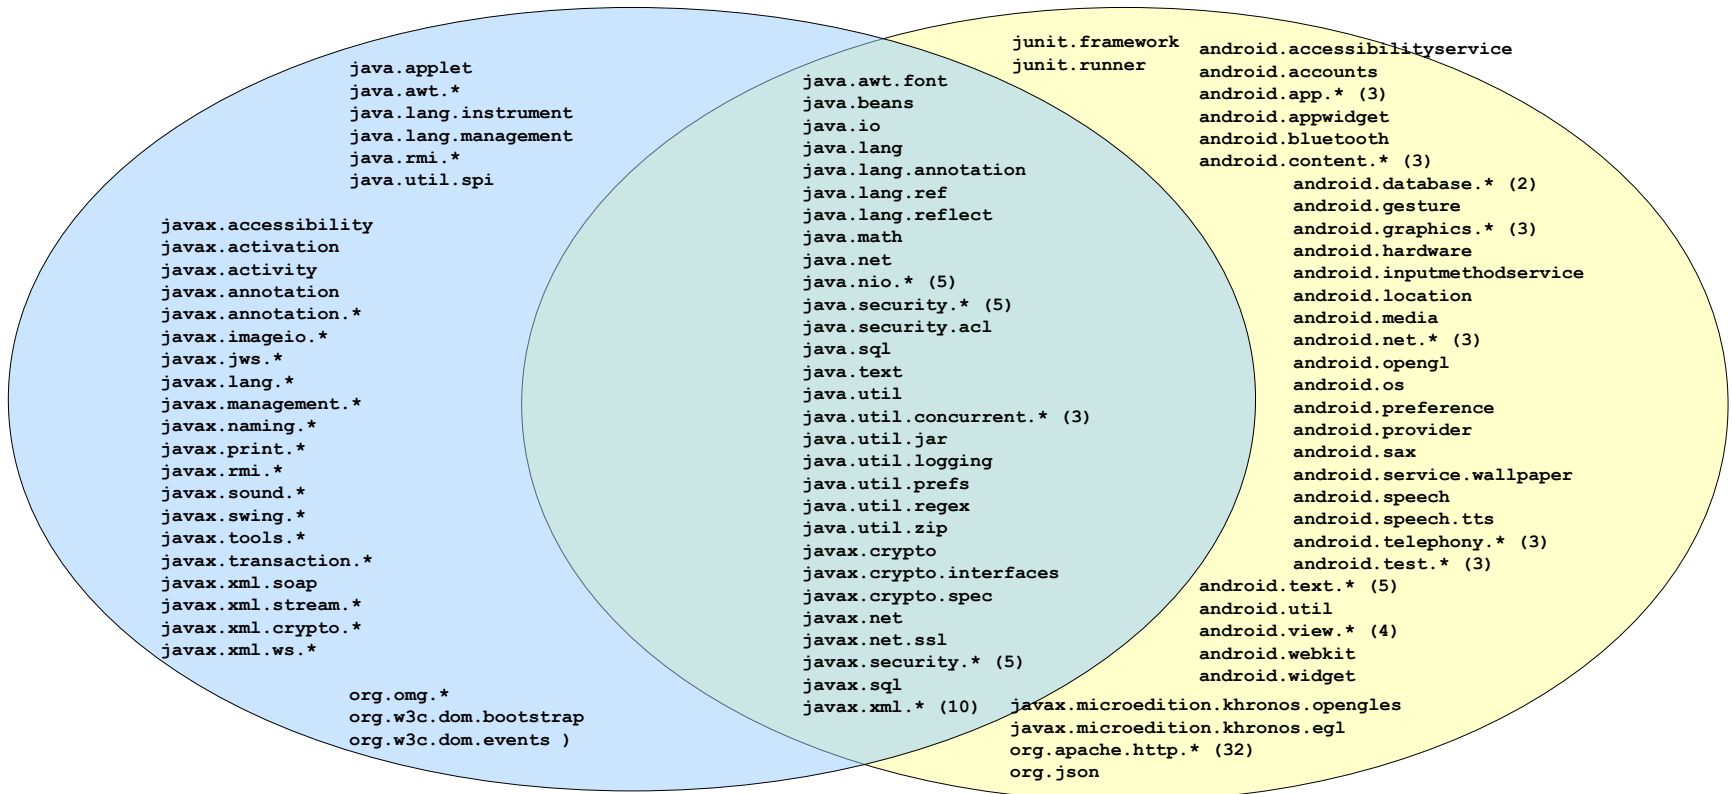 java.applet
java.awt.*
java.lang.instrument
java.lang.management
java.rmi.*
java.util.spi
javax.accessibility
javax.activation
javax.activity
javax.annotation
javax.annotation.*
javax.imageio.*
javax.jws.*
javax.lang.*
javax.management.*
javax.naming.*
javax.print.*
javax.rmi.*
javax.sound.*
javax.swing.*
javax.tools.*
javax.transaction.*
javax.xml.soap
javax.xml.stream.*
javax.xml.crypto.*
javax.xml.ws.*
org.omg.*
org.w3c.dom.bootstrap
org.w3c.dom.events )
java.awt.font
java.beans
java.io
java.lang
java.lang.annotation
java.lang.ref
java.lang.reflect
java.math
java.net
java.nio.* (5)
java.security.* (5)
java.security.acl
java.sql
java.text
java.util
java.util.concurrent.* (3)
java.util.jar
java.util.logging
java.util.prefs
java.util.regex
java.util.zip
javax.crypto
javax.crypto.interfaces
javax.crypto.spec
javax.net
javax.net.ssl
javax.security.* (5)
javax.sql
javax.xml.* (10)
junit.framework
junit.runner
android.accessibilityservice
android.accounts
android.app.* (3)
android.appwidget
android.bluetooth
android.content.* (3)
android.database.* (2)
android.gesture
android.graphics.* (3)
android.hardware
android.inputmethodservice
android.location
android.media
android.net.* (3)
android.opengl
android.os
android.preference
android.provider
android.sax
android.service.wallpaper
android.speech
android.speech.tts
android.telephony.* (3)
android.test.* (3)
android.text.* (5)
android.util
android.view.* (4)
android.webkit
android.widget
javax.microedition.khronos.opengles
javax.microedition.khronos.egl
org.apache.http.* (32)
org.json